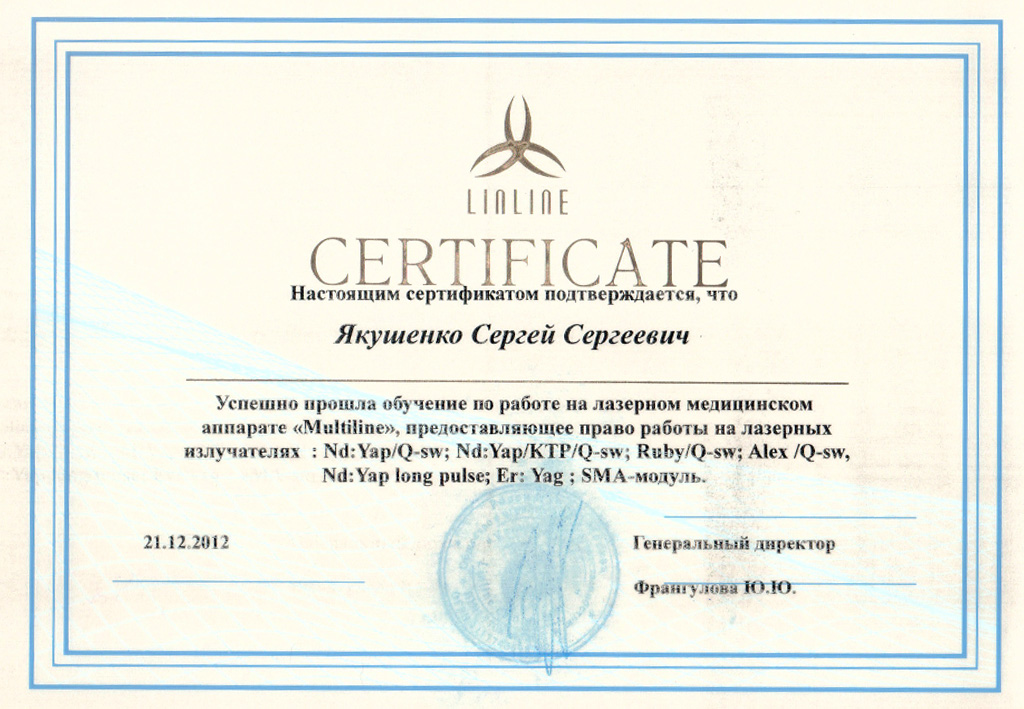 LINLINE
CERTIFICATE
Настоящим сертификатом подтверждается, что
Якушенко Сергей Сергеевич
Успешно прошла обучение по работе на лазерном медицинском
аппарате «Multiline», предоставляющее право работы на лазерных
излучателях : Nd:Yap/Q-sw; Nd:Yap/KTP/Q-sw; Ruby/Q-sw; Alex /Q-sw,
Nd:Yap long pulse; Er: Yag ; SMA-модуль.
21.12.2012
Генеральный директор
Франгулова Ю.Ю.